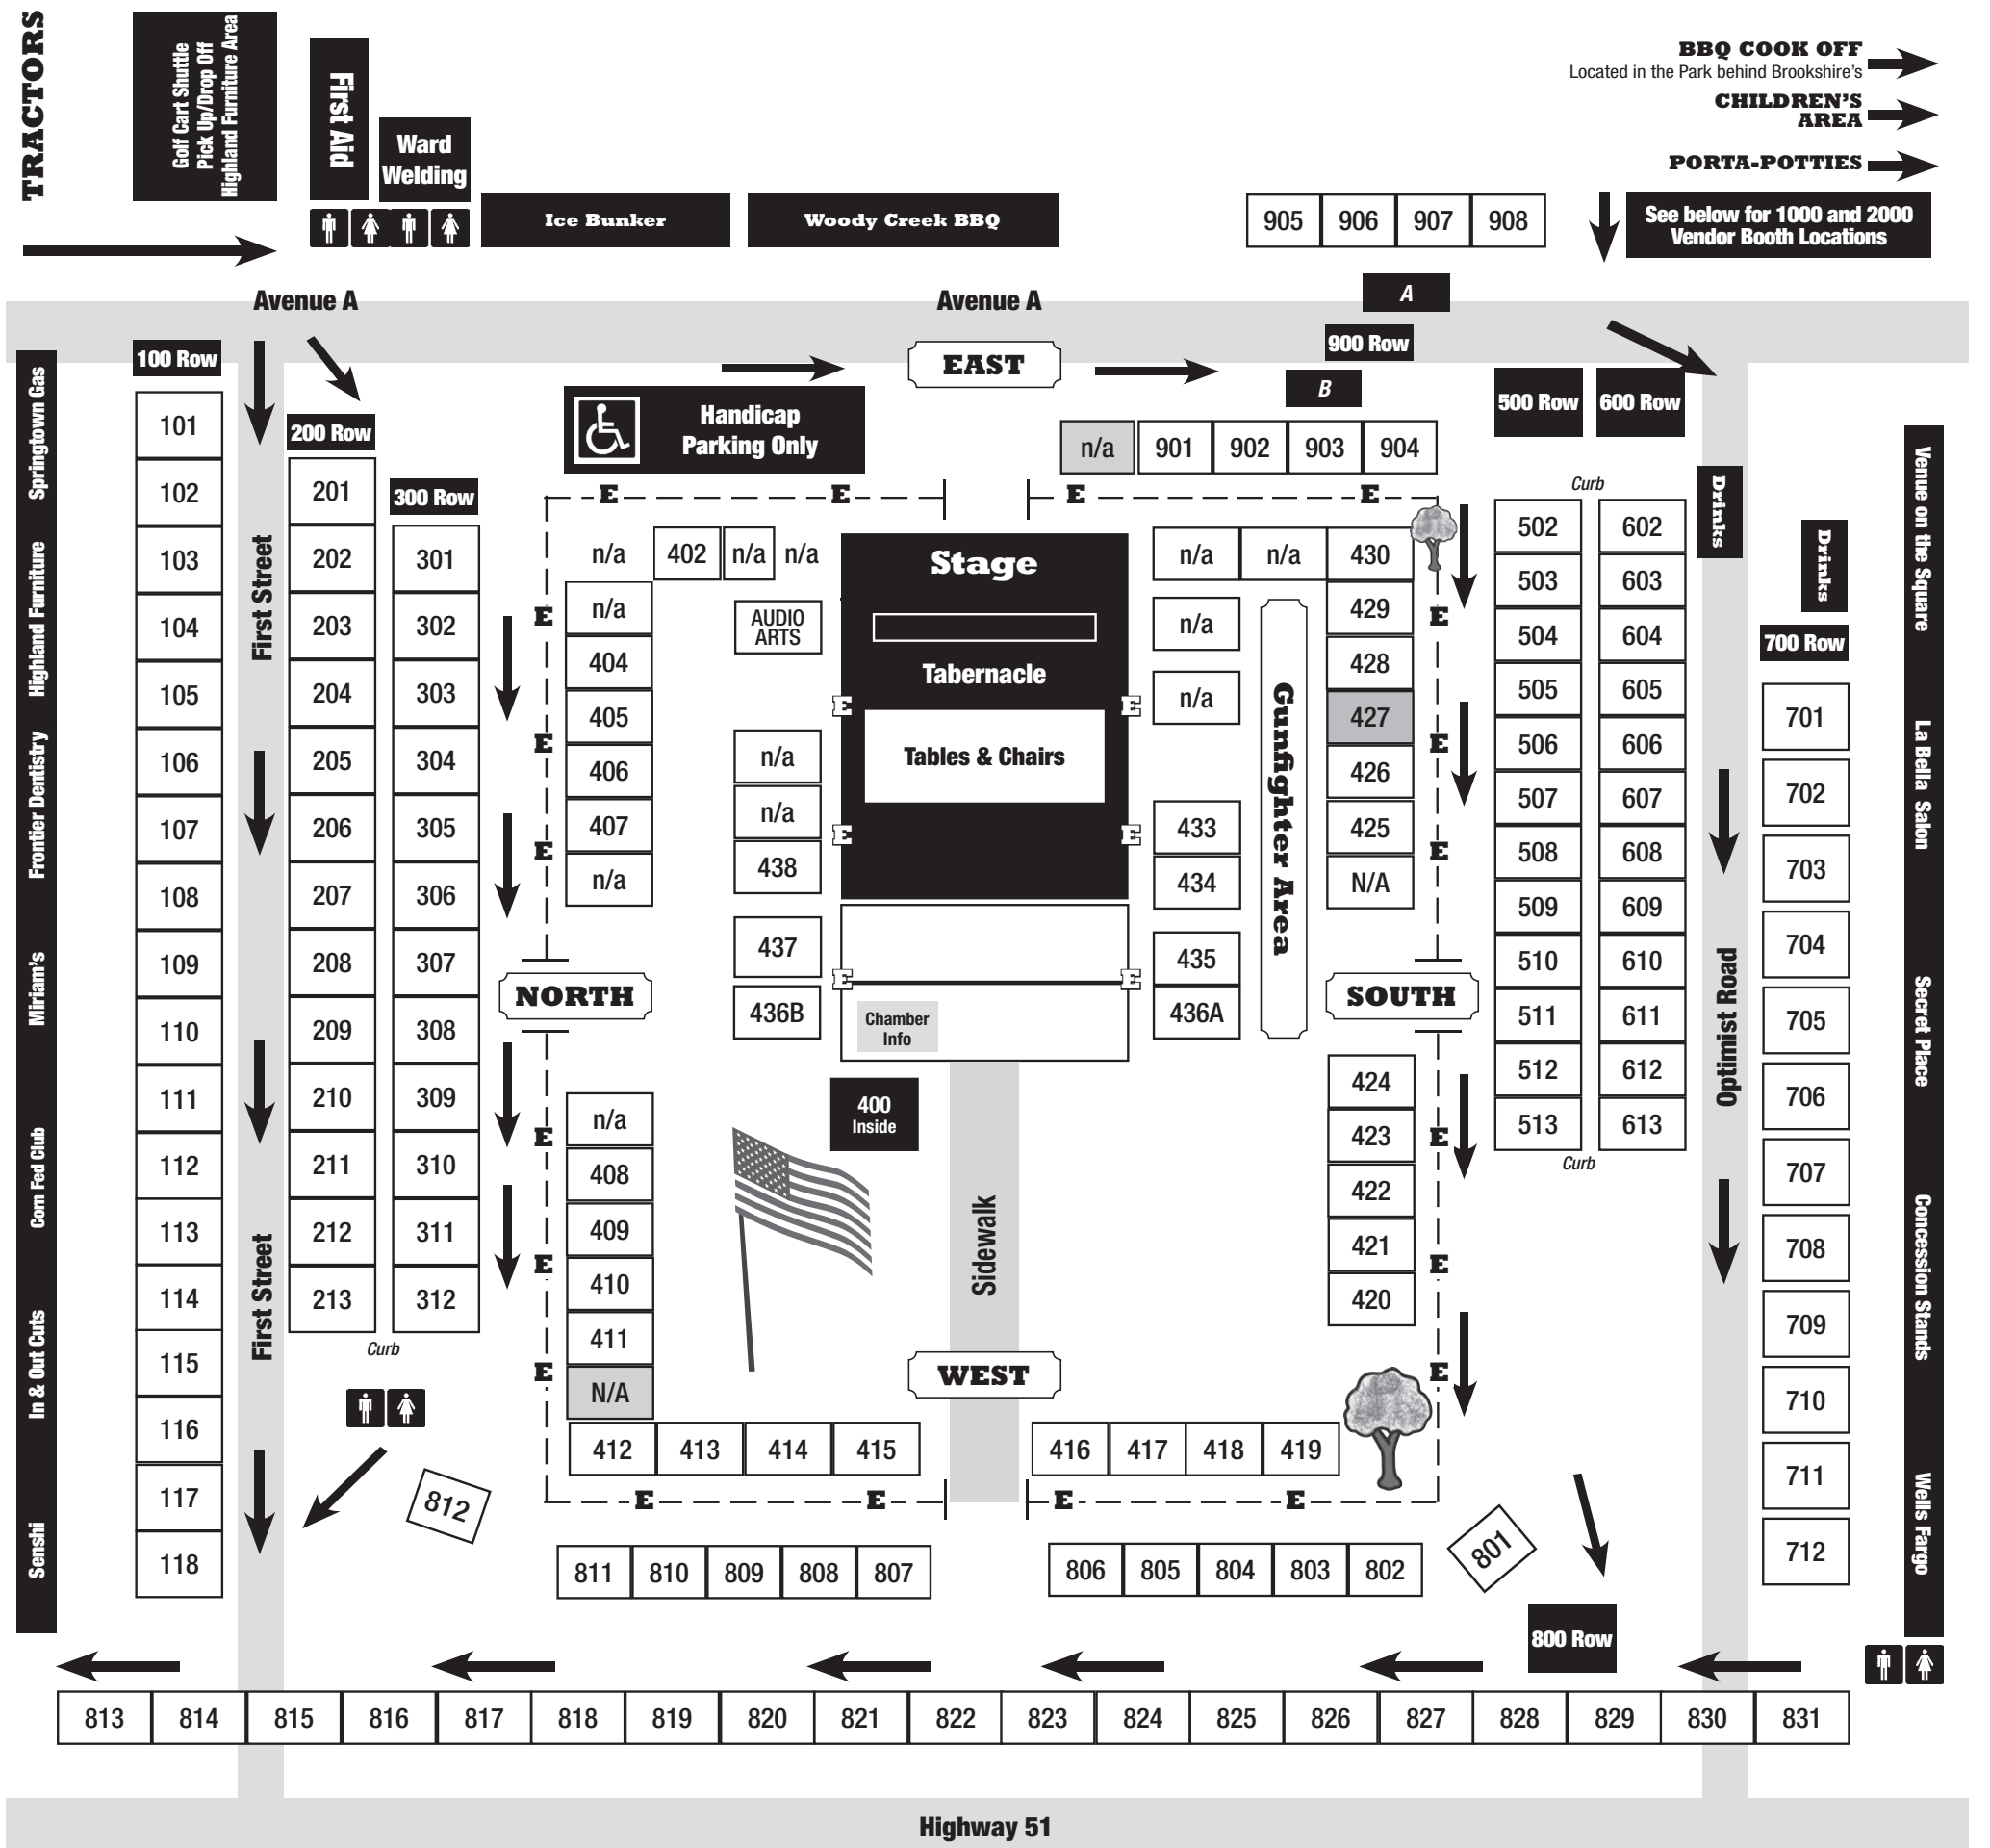 TRACTORS
Golf Cart Shuttle
Pick Up/Drop Off
Highland Furniture Area
First Aid
Ward
Welding
Ice Bunker
Woody Creek BBQ
BBQ COOK OFF
Located in the Park behind Brookshire's
CHILDREN'S
AREA
PORTA-POTTIES
905 906 907 908
See below for 1000 and 2000
Vendor Booth Locations
Avenue A
Avenue A
A
900 Row
EAST
B
100 Row
200 Row
300 Row
Handicap
Parking Only
n/a 901 902 903 904
500 Row
600 Row
Springtown Gas
Highland Furniture
Frontier Dentistry
Miriam's
Corn Fed Cub
In & Out Cuts
Senshi
101
102
103
104
105
106
107
108
109
110
111
112
113
114
115
116
117
118
First Street
First Street
201
202
203
204
205
206
207
208
209
210
211
212
213
301
302
303
304
305
306
307
308
309
310
311
312
Curb
E E E E
n/a 402 n/a n/a
n/a
404
405
406
407
n/a
E
E
E
AUDIO
ARTS
n/a
n/a
438
437
436B
Stage
Tabernacle
Tables & Chairs
E E
E E
E E
Chamber
Info
n/a n/a 430
n/a
n/a
433
434
435
436A
Gunfighter Area
429
428
427
426
425
N/A
E
E
E
NORTH
SOUTH
n/a
408
409
410
411
N/A
E
E
E
400
Inside
Sidewalk
WEST
424
423
422
421
420
E
E
E
412 413 414 415
416 417 418 419
E E E E
Curb
502
503
504
505
506
507
508
509
510
511
512
513
602
603
604
605
606
607
608
609
610
611
612
613
Curb
Drinks
Drinks
Optimist Road
700 Row
701
702
703
704
705
706
707
708
709
710
711
712
Venue on the Square
La Bella Salon
Secret Place
Concession Stands
Wells Fargo
812
811 810 809 808 807
806 805 804 803 802
801
800 Row
813 814 815 816 817 818 819 820 821 822 823 824 825 826 827 828 829 830 831
Highway 51